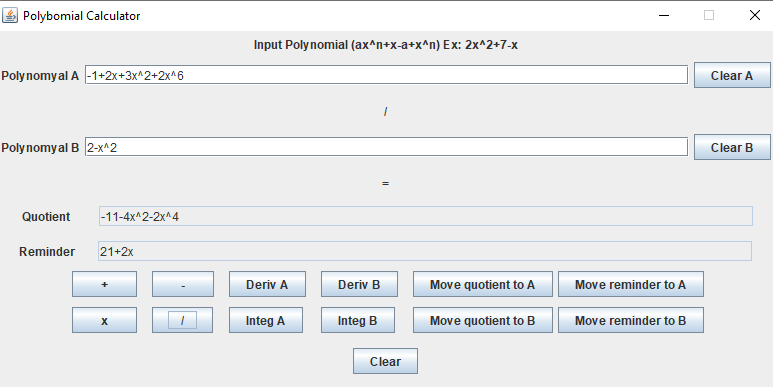 Polybomial Calculator
Input Polynomial (ax^n+x-a+x^n) Ex: 2x^2+7-x
Polynomyal A -1+2x+3x^2+2x^6 Clear A
/
Polynomyal B 2-x^2 Clear B
=
Quotient -11-4x^2-2x^4
Reminder 21+2x
+ - Deriv A Deriv B Move quotient to A Move reminder to A
x / Integ A Integ B Move quotient to B Move reminder to B
Clear